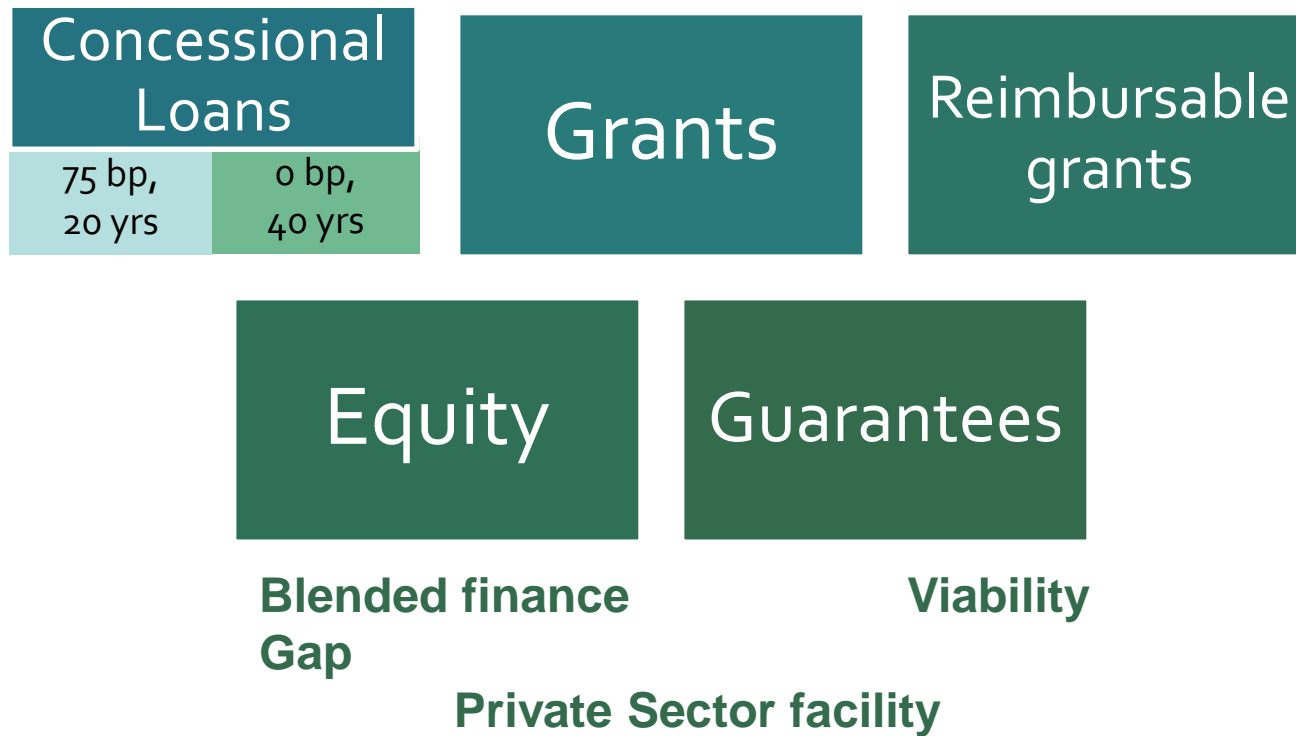 Concessional
Loans
75 bp,
20 yrs
0 bp,
40 yrs
Grants
Reimbursable
grants
Equity
Guarantees
Blended finance
Viability
Gap
Private Sector facility